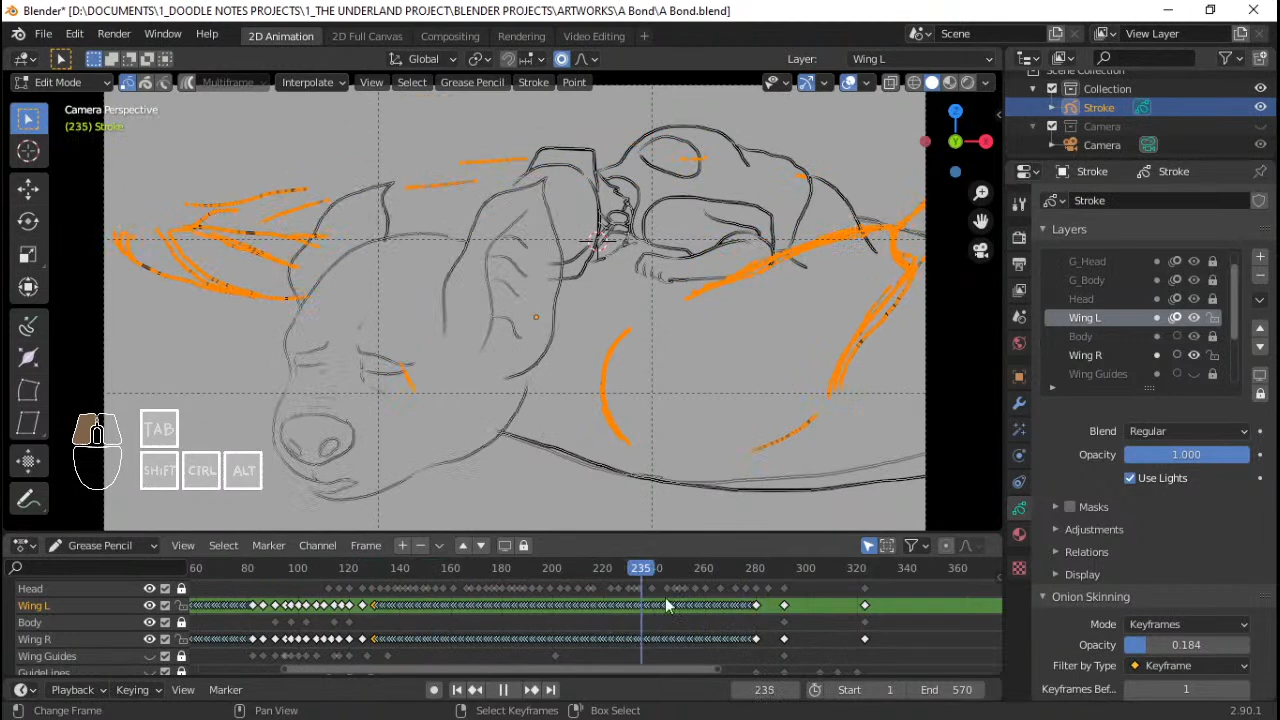 Blender* [D:\DOCUMENTS\1_DOODLE NOTES PROJECTS\1_THE UNDERLAND PROJECT\BLENDER PROJECTS\ARTWORKS\A Bond\A Bond.blend]
File Edit Render Window Help 2D Animation 2D Full Canvas Compositing Rendering Video Editing + Scene View Layer
Global Layer: Wing L
Edit Mode Multiframe Interpolate View Select Grease Pencil Stroke Point
Scene Collection
Collection
Stroke
Camera
Camera
Camera Perspective
(235) Stroke
Z
Y
X
Stroke Stroke
Stroke
Layers
G_Head
G_Body
Head
Wing L
Body
Wing R
Wing Guides
Blend Regular
Opacity 1.000
Use Lights
Masks
Adjustments
Relations
Display
Onion Skinning
Mode Keyframes
Opacity 0.184
Filter by Type Keyframe
Keyframes Bef.. 1
TAB
SHIFT CTRL ALT
Grease Pencil View Select Marker Channel Frame
60 80 100 120 140 160 180 200 220 235 260 280 300 320 340 360
Head
Wing L
Body
Wing R
Wing Guides
GuideLines
Playback Keying View Marker 235 Start 1 End 570
Change Frame Pan View Select Keyframes Box Select 2.90.1